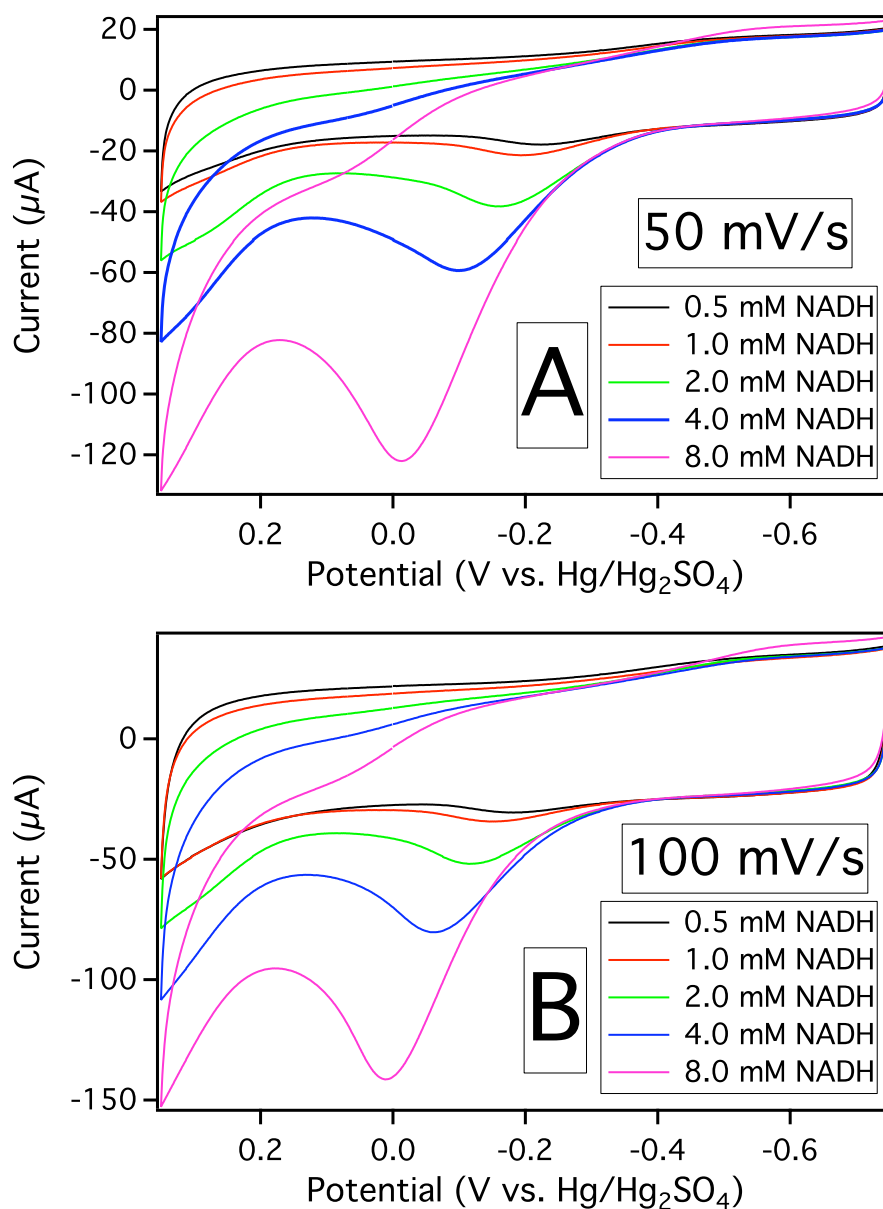 20
0
-20
-40
-60
-80
-100
-120
Current (µA)
50 mV/s
A
0.5 mM NADH
1.0 mM NADH
2.0 mM NADH
4.0 mM NADH
8.0 mM NADH
0.2 0.0 -0.2 -0.4 -0.6
Potential (V vs. Hg/Hg₂SO₄)
0
-50
-100
-150
Current (µA)
100 mV/s
B
0.5 mM NADH
1.0 mM NADH
2.0 mM NADH
4.0 mM NADH
8.0 mM NADH
0.2 0.0 -0.2 -0.4 -0.6
Potential (V vs. Hg/Hg₂SO₄)